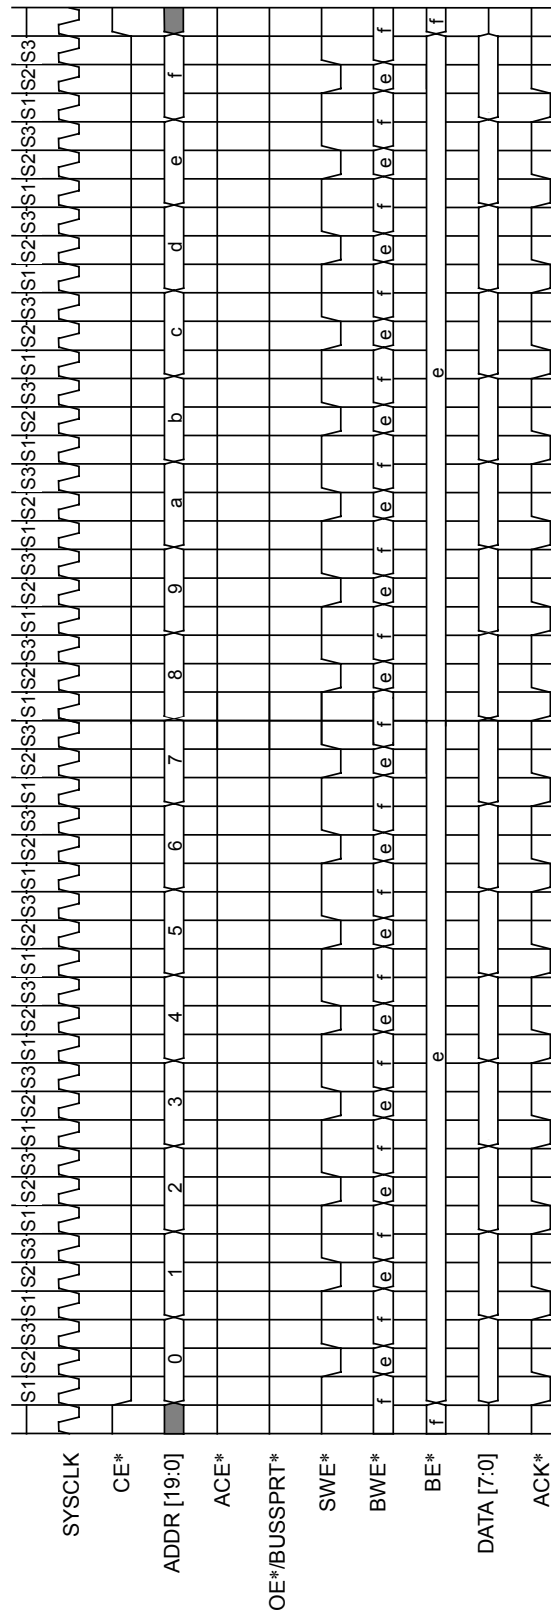 S1 S2 S3 S1 S2 S3 S1 S2 S3 S1 S2 S3 S1 S2 S3 S1 S2 S3 S1 S2 S3 S1 S2 S3 S1 S2 S3 S1 S2 S3 S1 S2 S3 S1 S2 S3 S1 S2 S3 S1 S2 S3 S1 S2 S3 S1 S2 S3
SYSCLK
CE*
ADDR [19:0] 0 1 2 3 4 5 6 7 8 9 a b c d e f
ACE*
OE*/BUSSPRT*
SWE*
BWE* f e f e f e f e f e f e f e f e f e f e f e f e f e f e f e f e f
BE* f e e f
DATA [7:0]
ACK*